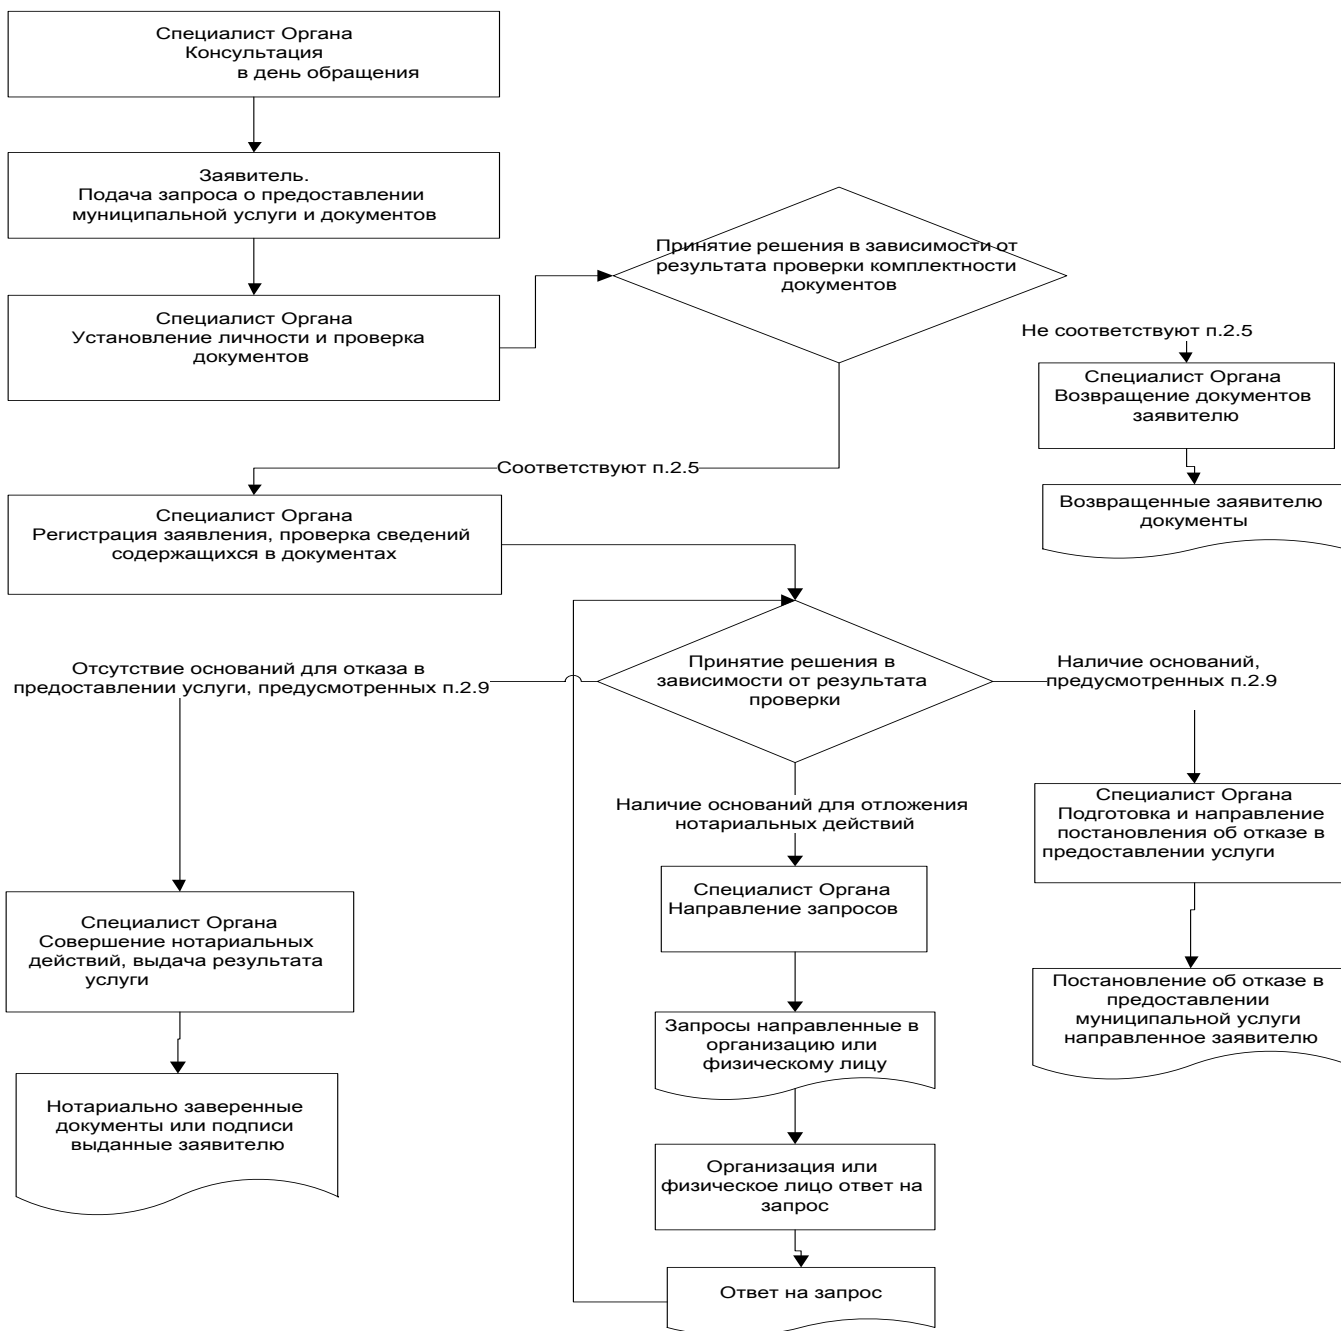 Специалист Органа
Консультация
в день обращения
Заявитель.
Подача запроса о предоставлении
муниципальной услуги и документов
Специалист Органа
Установление личности и проверка
документов
Принятие решения в зависимости от
результата проверки комплектности
документов
Не соответствуют п.2.5
Специалист Органа
Возвращение документов
заявителю
Возвращенные заявителю
документы
Соответствуют п.2.5
Специалист Органа
Регистрация заявления, проверка сведений
содержащихся в документах
Принятие решения в
зависимости от результата
проверки
Отсутствие оснований для отказа в
предоставлении услуги, предусмотренных п.2.9
Наличие оснований,
предусмотренных п.2.9
Наличие оснований для отложения
нотариальных действий
Специалист Органа
Подготовка и направление
постановления об отказе в
предоставлении услуги
Специалист Органа
Направление запросов
Специалист Органа
Совершение нотариальных
действий, выдача результата
услуги
Постановление об отказе в
предоставлении
муниципальной услуги
направленное заявителю
Запросы направленные в
организацию или
физическому лицу
Нотариально заверенные
документы или подписи
выданные заявителю
Организация или
физическое лицо ответ на
запрос
Ответ на запрос